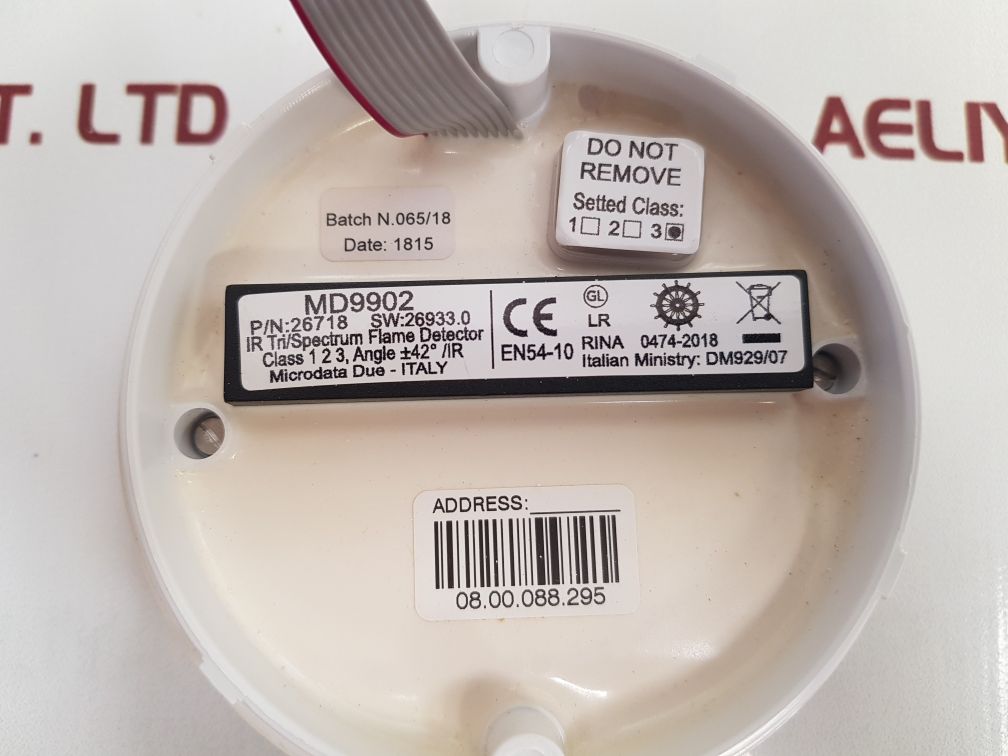 T. LTD
AELIY
DO NOT
REMOVE
Setted Class:
1 2 3
Batch N.065/18
Date: 1815
MD9902
P/N:26718 SW:26933.0
IR Tri/Spectrum Flame Detector
Class 1 2 3, Angle ±42° /IR
Microdata Due - ITALY
CE
EN54-10
GL
LR
RINA 0474-2018
Italian Ministry: DM929/07
ADDRESS:
08.00.088.295